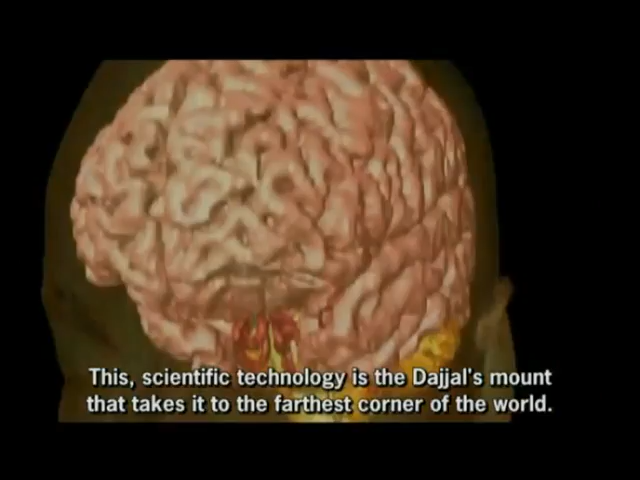 This, scientific technology is the Dajjal's mount
that takes it to the farthest corner of the world.